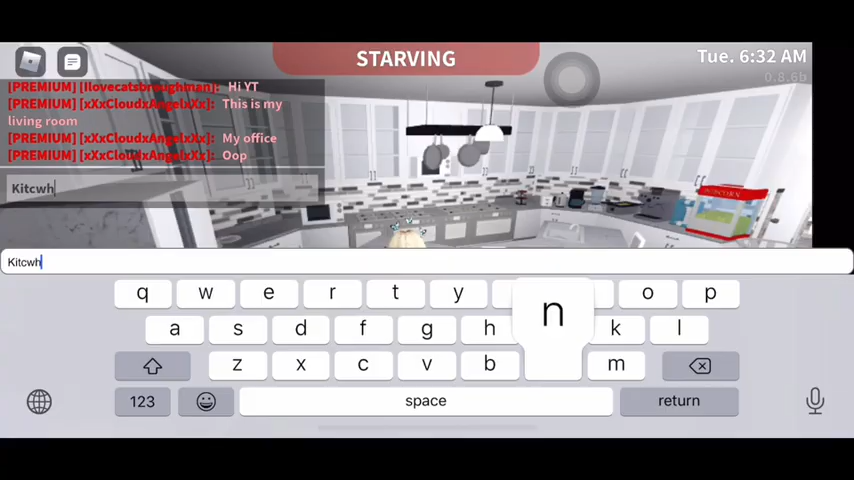 STARVING
Tue. 6:32 AM
0.8.6b
[PREMIUM] [Ilovecatsbroughman]: Hi YT
[PREMIUM] [xXxCloudxAngelxXx]: This is my
living room
[PREMIUM] [xXxCloudxAngelxXx]: My office
[PREMIUM] [xXxCloudxAngelxXx]: Oop
Kitcwh
POPCORN
Kitcwh
q w e r t y o p
a s d f g h n k l
z x c v b m
123 space return